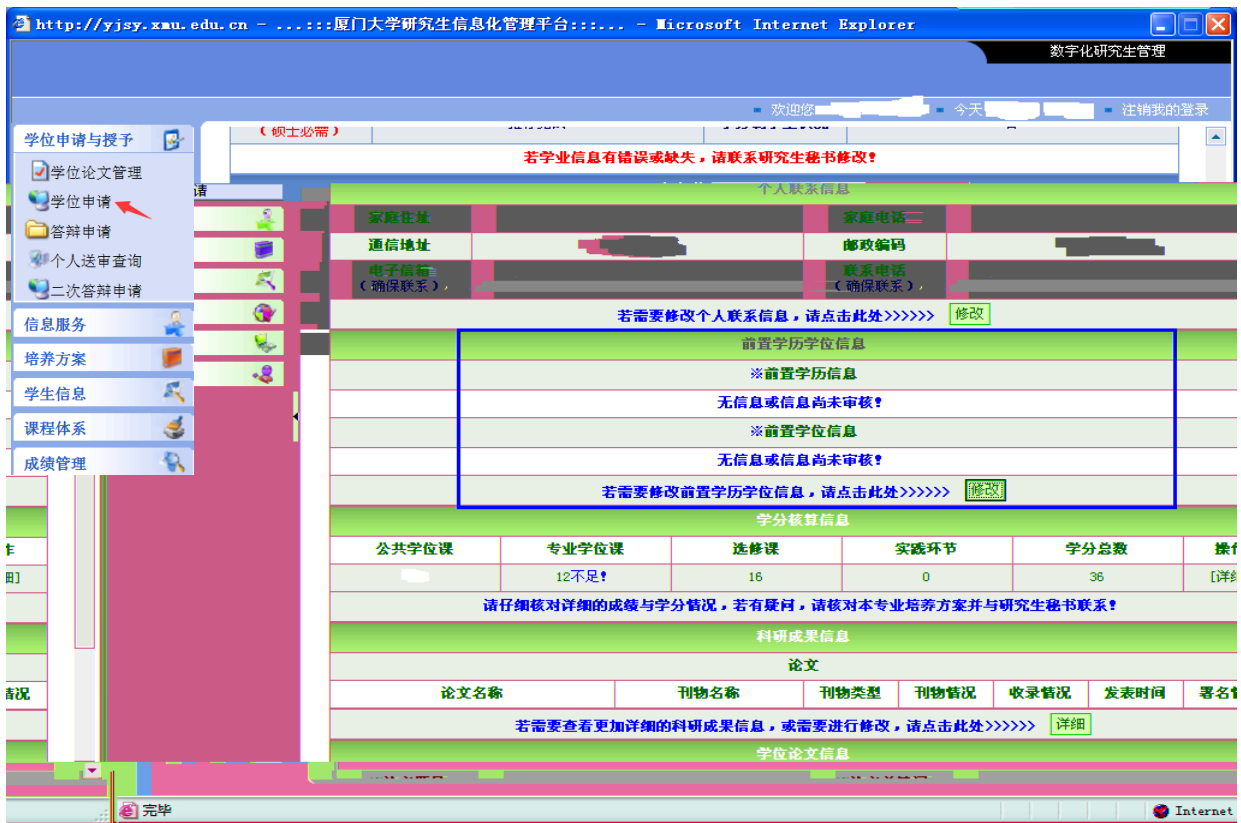 http://yjsy.xmu.edu.cn - ...:::厦门大学研究生信息化管理平台:::... - Microsoft Internet Explorer
数字化研究生管理
欢迎您 今天 注销我的登录
学位申请与授予
学位论文管理
学位申请
答辩申请
个人送审查询
二次答辩申请
信息服务
培养方案
学生信息
课程体系
成绩管理
(硕士必需)
若学业信息有错误或缺失,请联系研究生秘书修改!
请
个人联系信息
家庭住址 家庭电话
通信地址 邮政编码
电子信箱 联系电话
(确保联系) (确保联系)
若需要修改个人联系信息,请点击此处>>>>>> 修改
前置学历学位信息
※前置学历信息
无信息或信息尚未审核!
※前置学位信息
无信息或信息尚未审核!
若需要修改前置学历学位信息,请点击此处>>>>>> 修改
学分核算信息
公共学位课 专业学位课 选修课 实践环节 学分总数
12不足! 16 0 36
细]
请仔细核对详细的成绩与学分情况,若有疑问,请核对本专业培养方案并与研究生秘书联系!
科研成果信息
论文
论文名称 刊物名称 刊物类型 刊物情况 收录情况 发表时间 署名
情况
若需要查看更加详细的科研成果信息,或需要进行修改,请点击此处>>>>>> 详细
学位论文信息
完毕
Internet